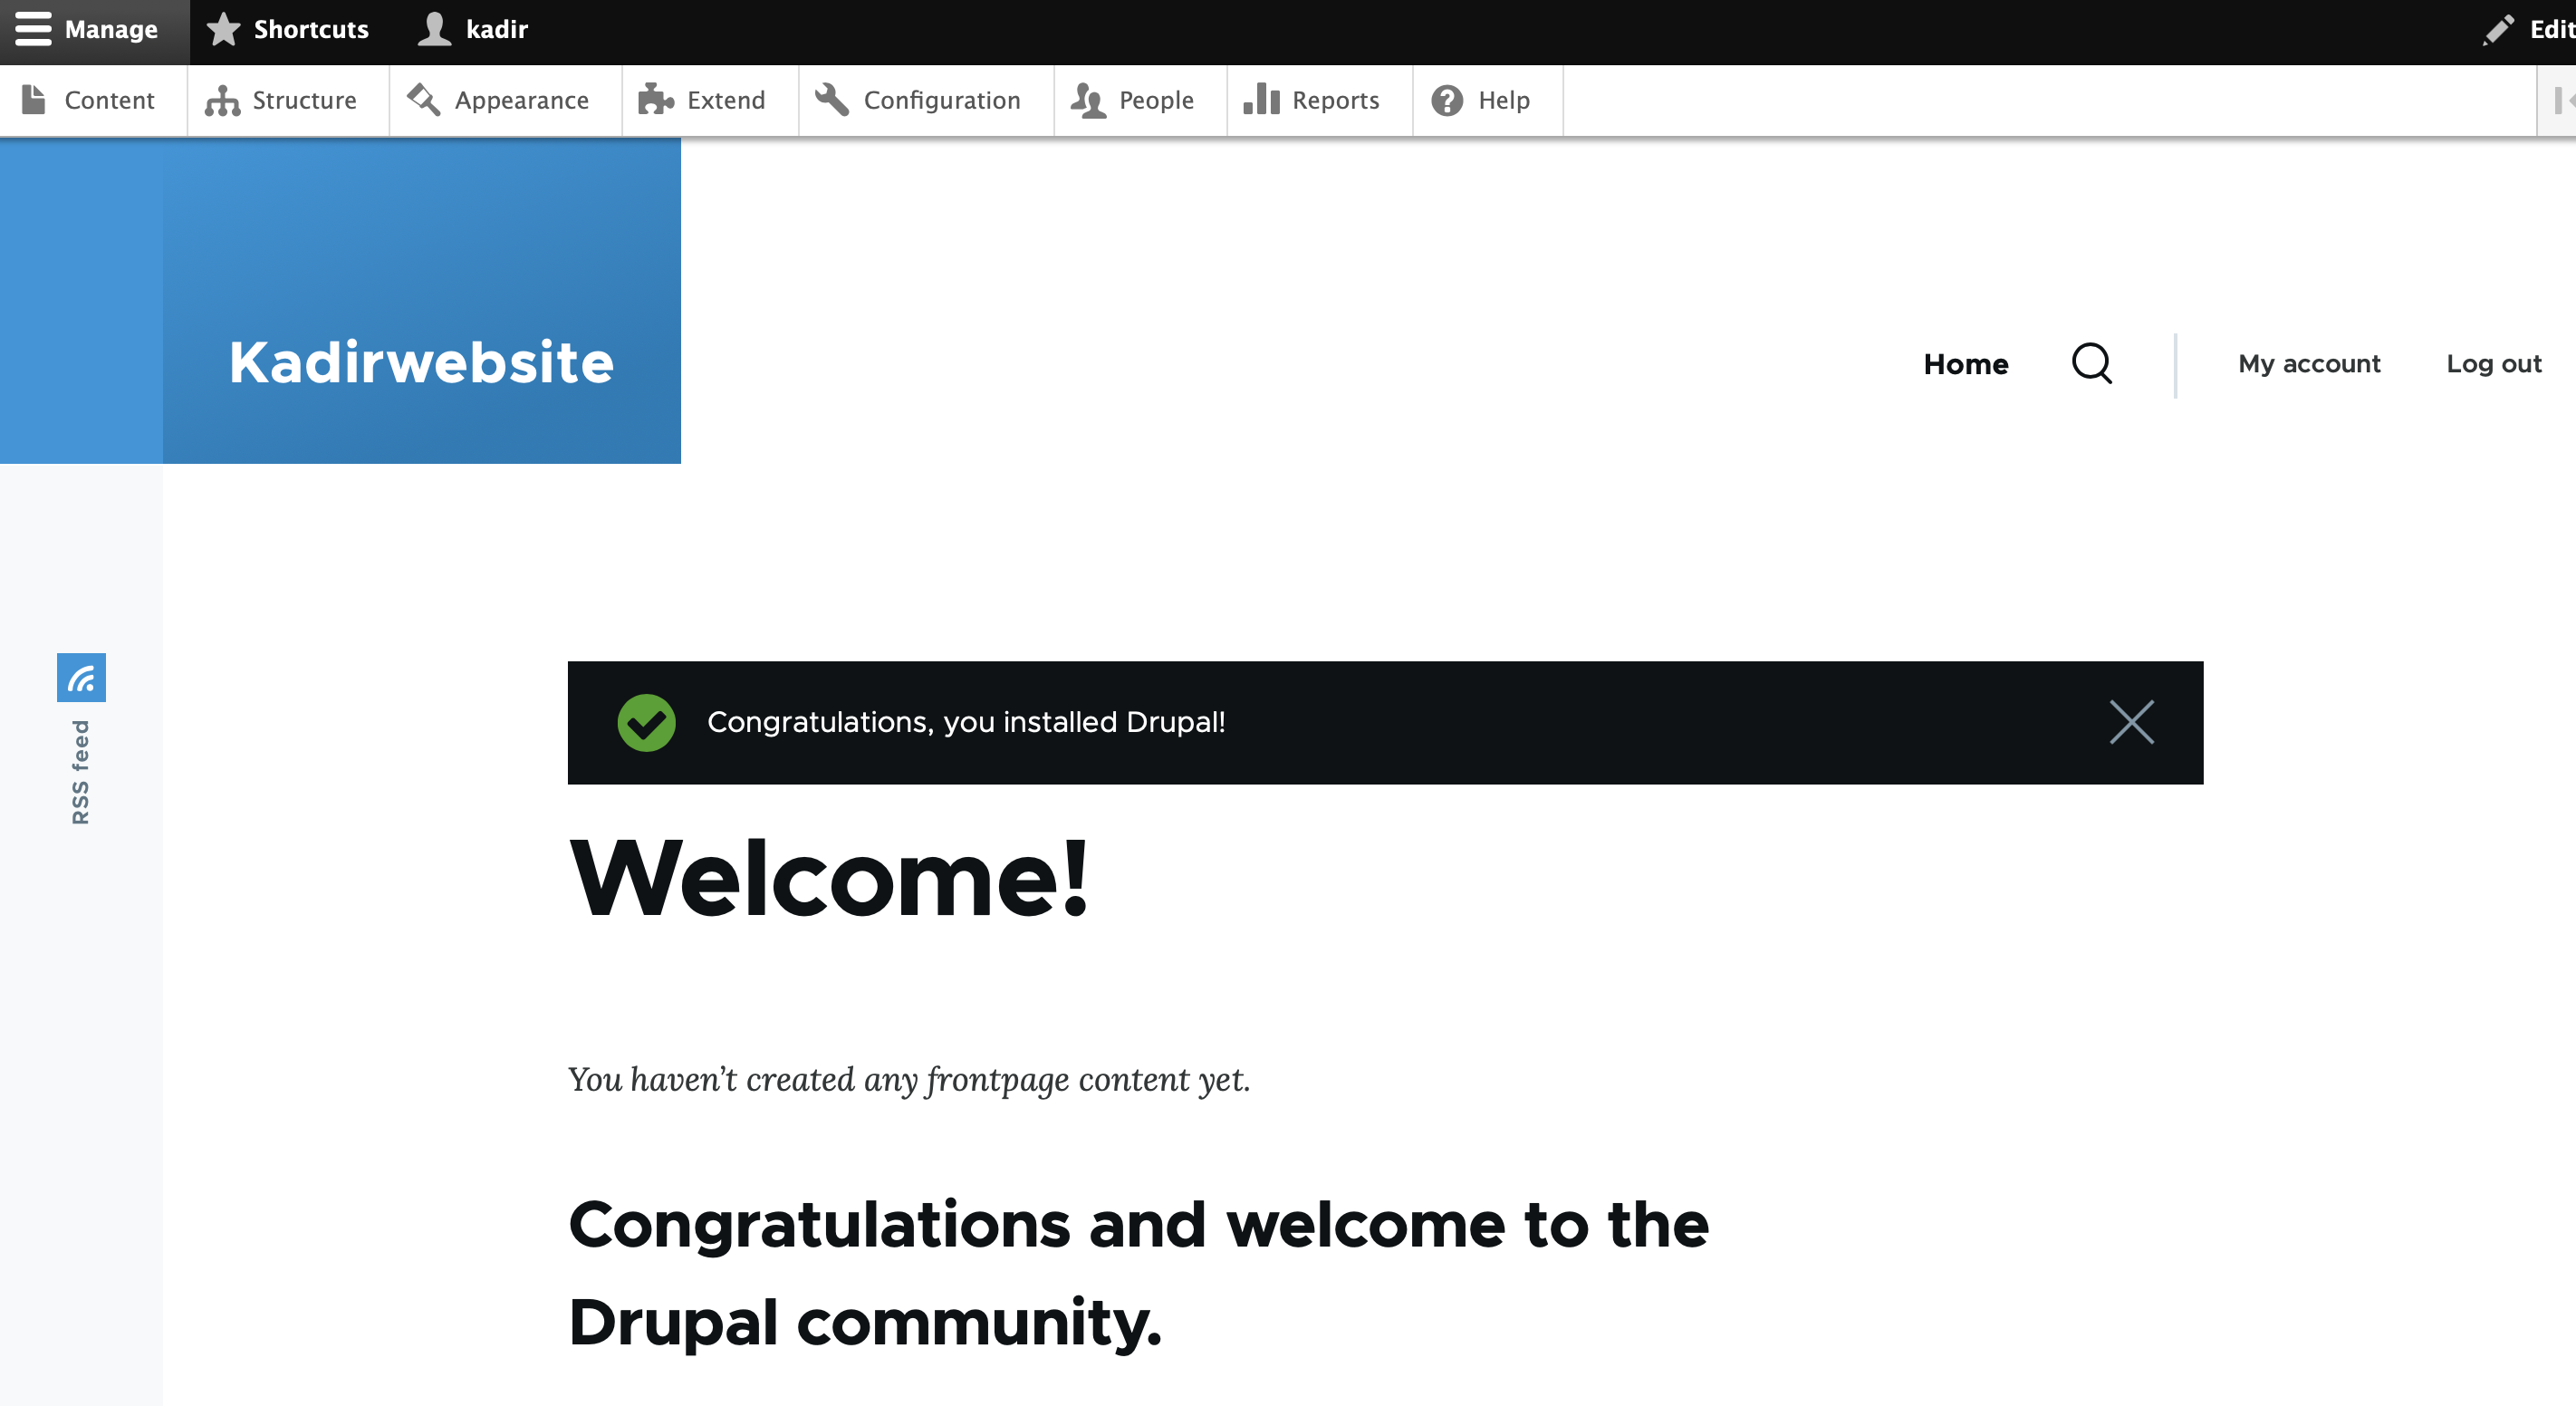 Manage Shortcuts kadir Edit
Content Structure Appearance Extend Configuration People Reports Help
Kadirwebsite
Home My account Log out
RSS feed
Congratulations, you installed Drupal!
Welcome!
You haven’t created any frontpage content yet.
Congratulations and welcome to the
Drupal community.